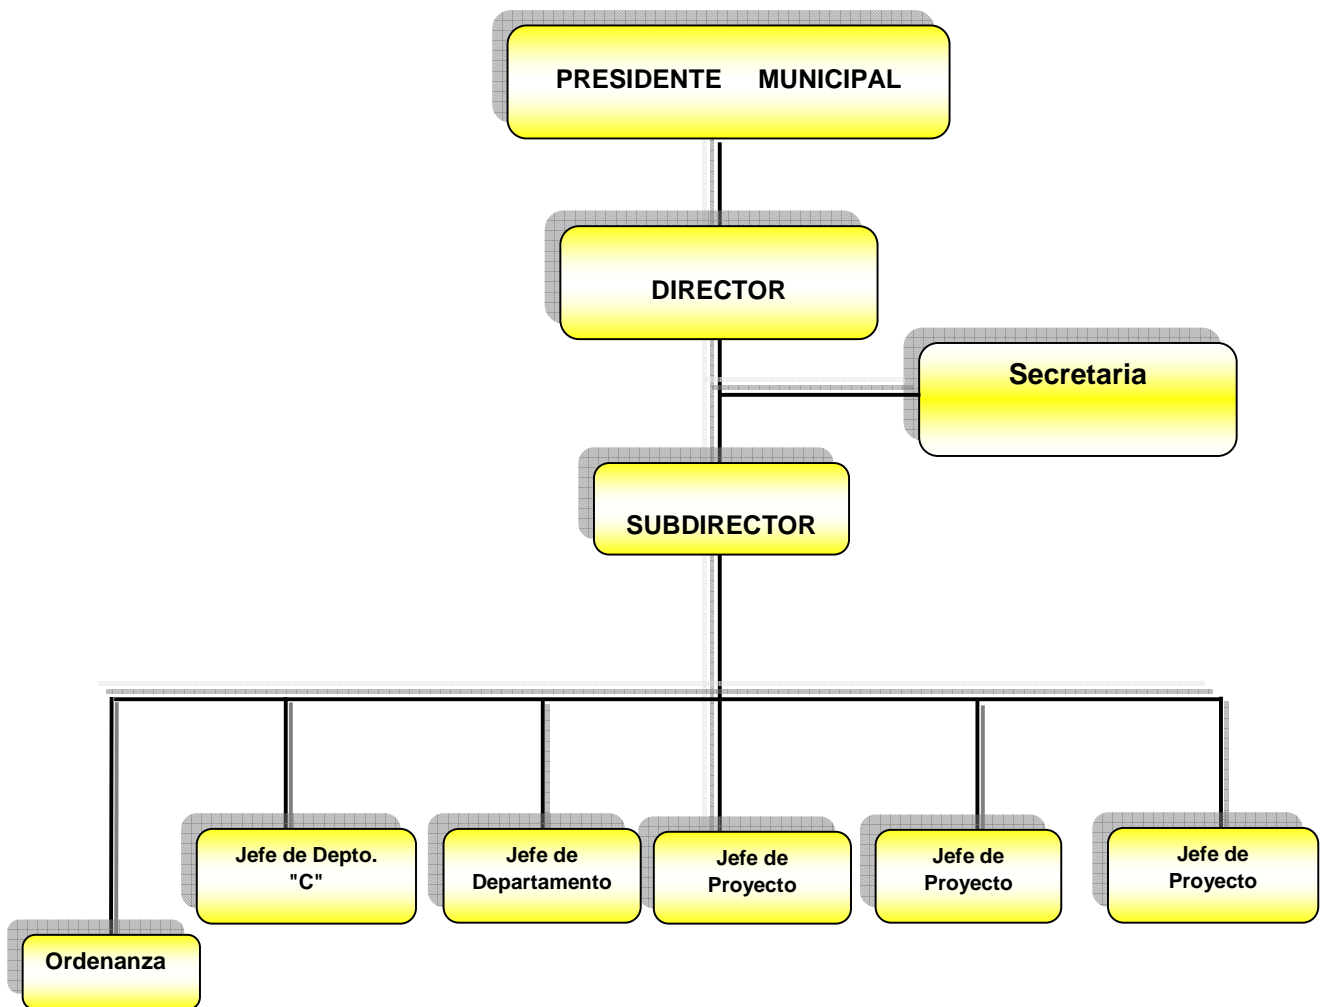 PRESIDENTE MUNICIPAL
DIRECTOR
Secretaria
SUBDIRECTOR
Jefe de Depto.
"C"
Jefe de
Departamento
Jefe de
Proyecto
Jefe de
Proyecto
Jefe de
Proyecto
Ordenanza